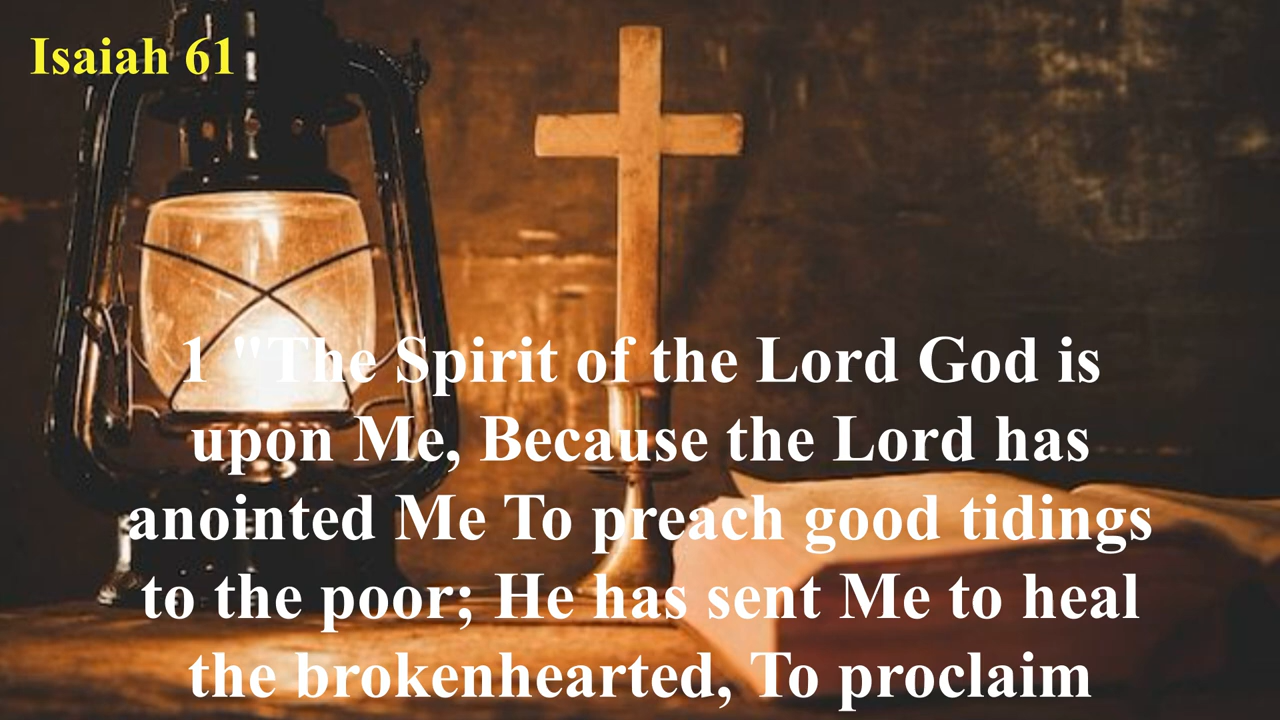 Isaiah 61
1 "The Spirit of the Lord God is
upon Me, Because the Lord has
anointed Me To preach good tidings
to the poor; He has sent Me to heal
the brokenhearted, To proclaim